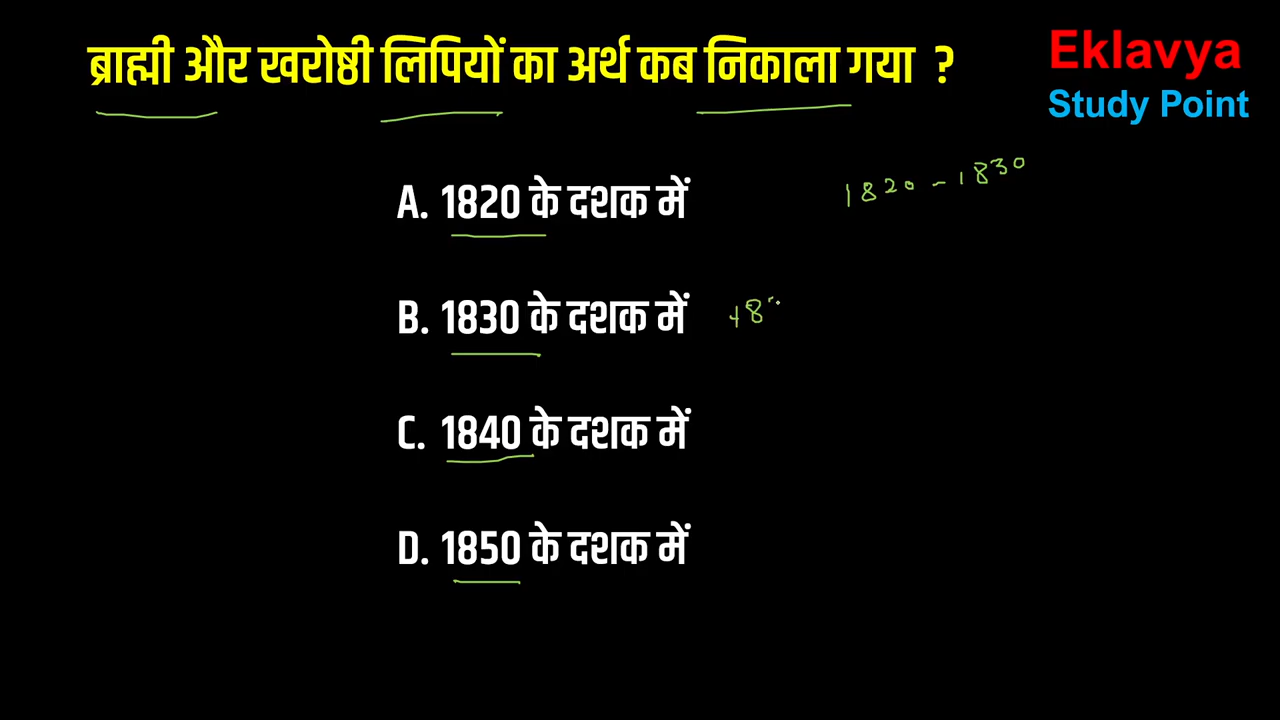 ब्राह्मी और खरोष्ठी लिपियों का अर्थ कब निकाला गया ?
Eklavya
Study Point
A. 1820 के दशक में
1820 - 1830
B. 1830 के दशक में
C. 1840 के दशक में
D. 1850 के दशक में